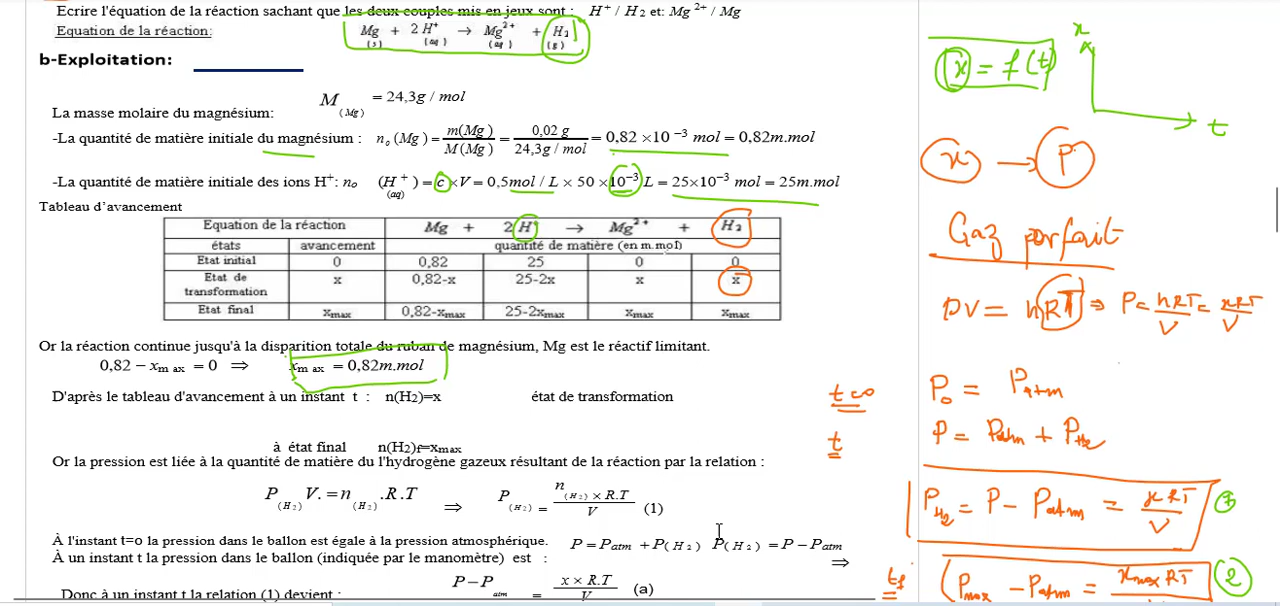 Ecrire l'équation de la réaction sachant que les deux couples mis en jeux sont : H⁺ / H₂ et: Mg ²⁺ / Mg
Equation de la réaction: Mg (s) + 2 H⁺ (aq) → Mg²⁺ (aq) + H₂ (g)
b-Exploitation:
La masse molaire du magnésium: M (Mg) = 24,3g / mol
-La quantité de matière initiale du magnésium : nₒ (Mg) = m(Mg) / M(Mg) = 0,02 g / 24,3g / mol = 0,82 ×10 ⁻³ mol = 0,82m.mol
-La quantité de matière initiale des ions H⁺: nₒ (H ⁺) (aq) = c × V = 0,5mol / L × 50 ×10⁻³ L = 25×10⁻³ mol = 25m.mol
Tableau d'avancement
Equation de la réaction Mg + 2 H⁺ → Mg²⁺ + H₂
états avancement quantité de matière (en m.mol)
Etat initial 0 0,82 25 0 0
Etat de transformation x 0,82-x 25-2x x x
Etat final xmax 0,82-xmax 25-2xmax xmax xmax
Or la réaction continue jusqu'à la disparition totale du ruban de magnésium, Mg est le réactif limitant.
0,82 − xm ax = 0 ⇒ xm ax = 0,82m.mol
D'après le tableau d'avancement à un instant t : n(H2)=x état de transformation
à état final n(H2)f=xmax
Or la pression est liée à la quantité de matière du l'hydrogène gazeux résultant de la réaction par la relation :
P (H₂) V. = n (H₂) .R.T ⇒ P (H₂) = n (H₂) × R.T / V (1)
À l'instant t=o la pression dans le ballon est égale à la pression atmosphérique. P = Patm + P( H₂ ) P( H₂ ) = P − Patm
À un instant t la pression dans le ballon (indiquée par le manomètre) est : ⇒
Donc à un instant t la relation (1) devient : P − P atm = x × R.T / V (a)
x = f(t)
x
t
x → P
Gaz parfait
PV = nRT ⇒ P = nRT / V = xRT / V
t=0 P₀ = Patm
t P = Patm + PH₂
PH₂ = P − Patm = xRT / V 1
tf Pmax − Patm = xmax RT 2